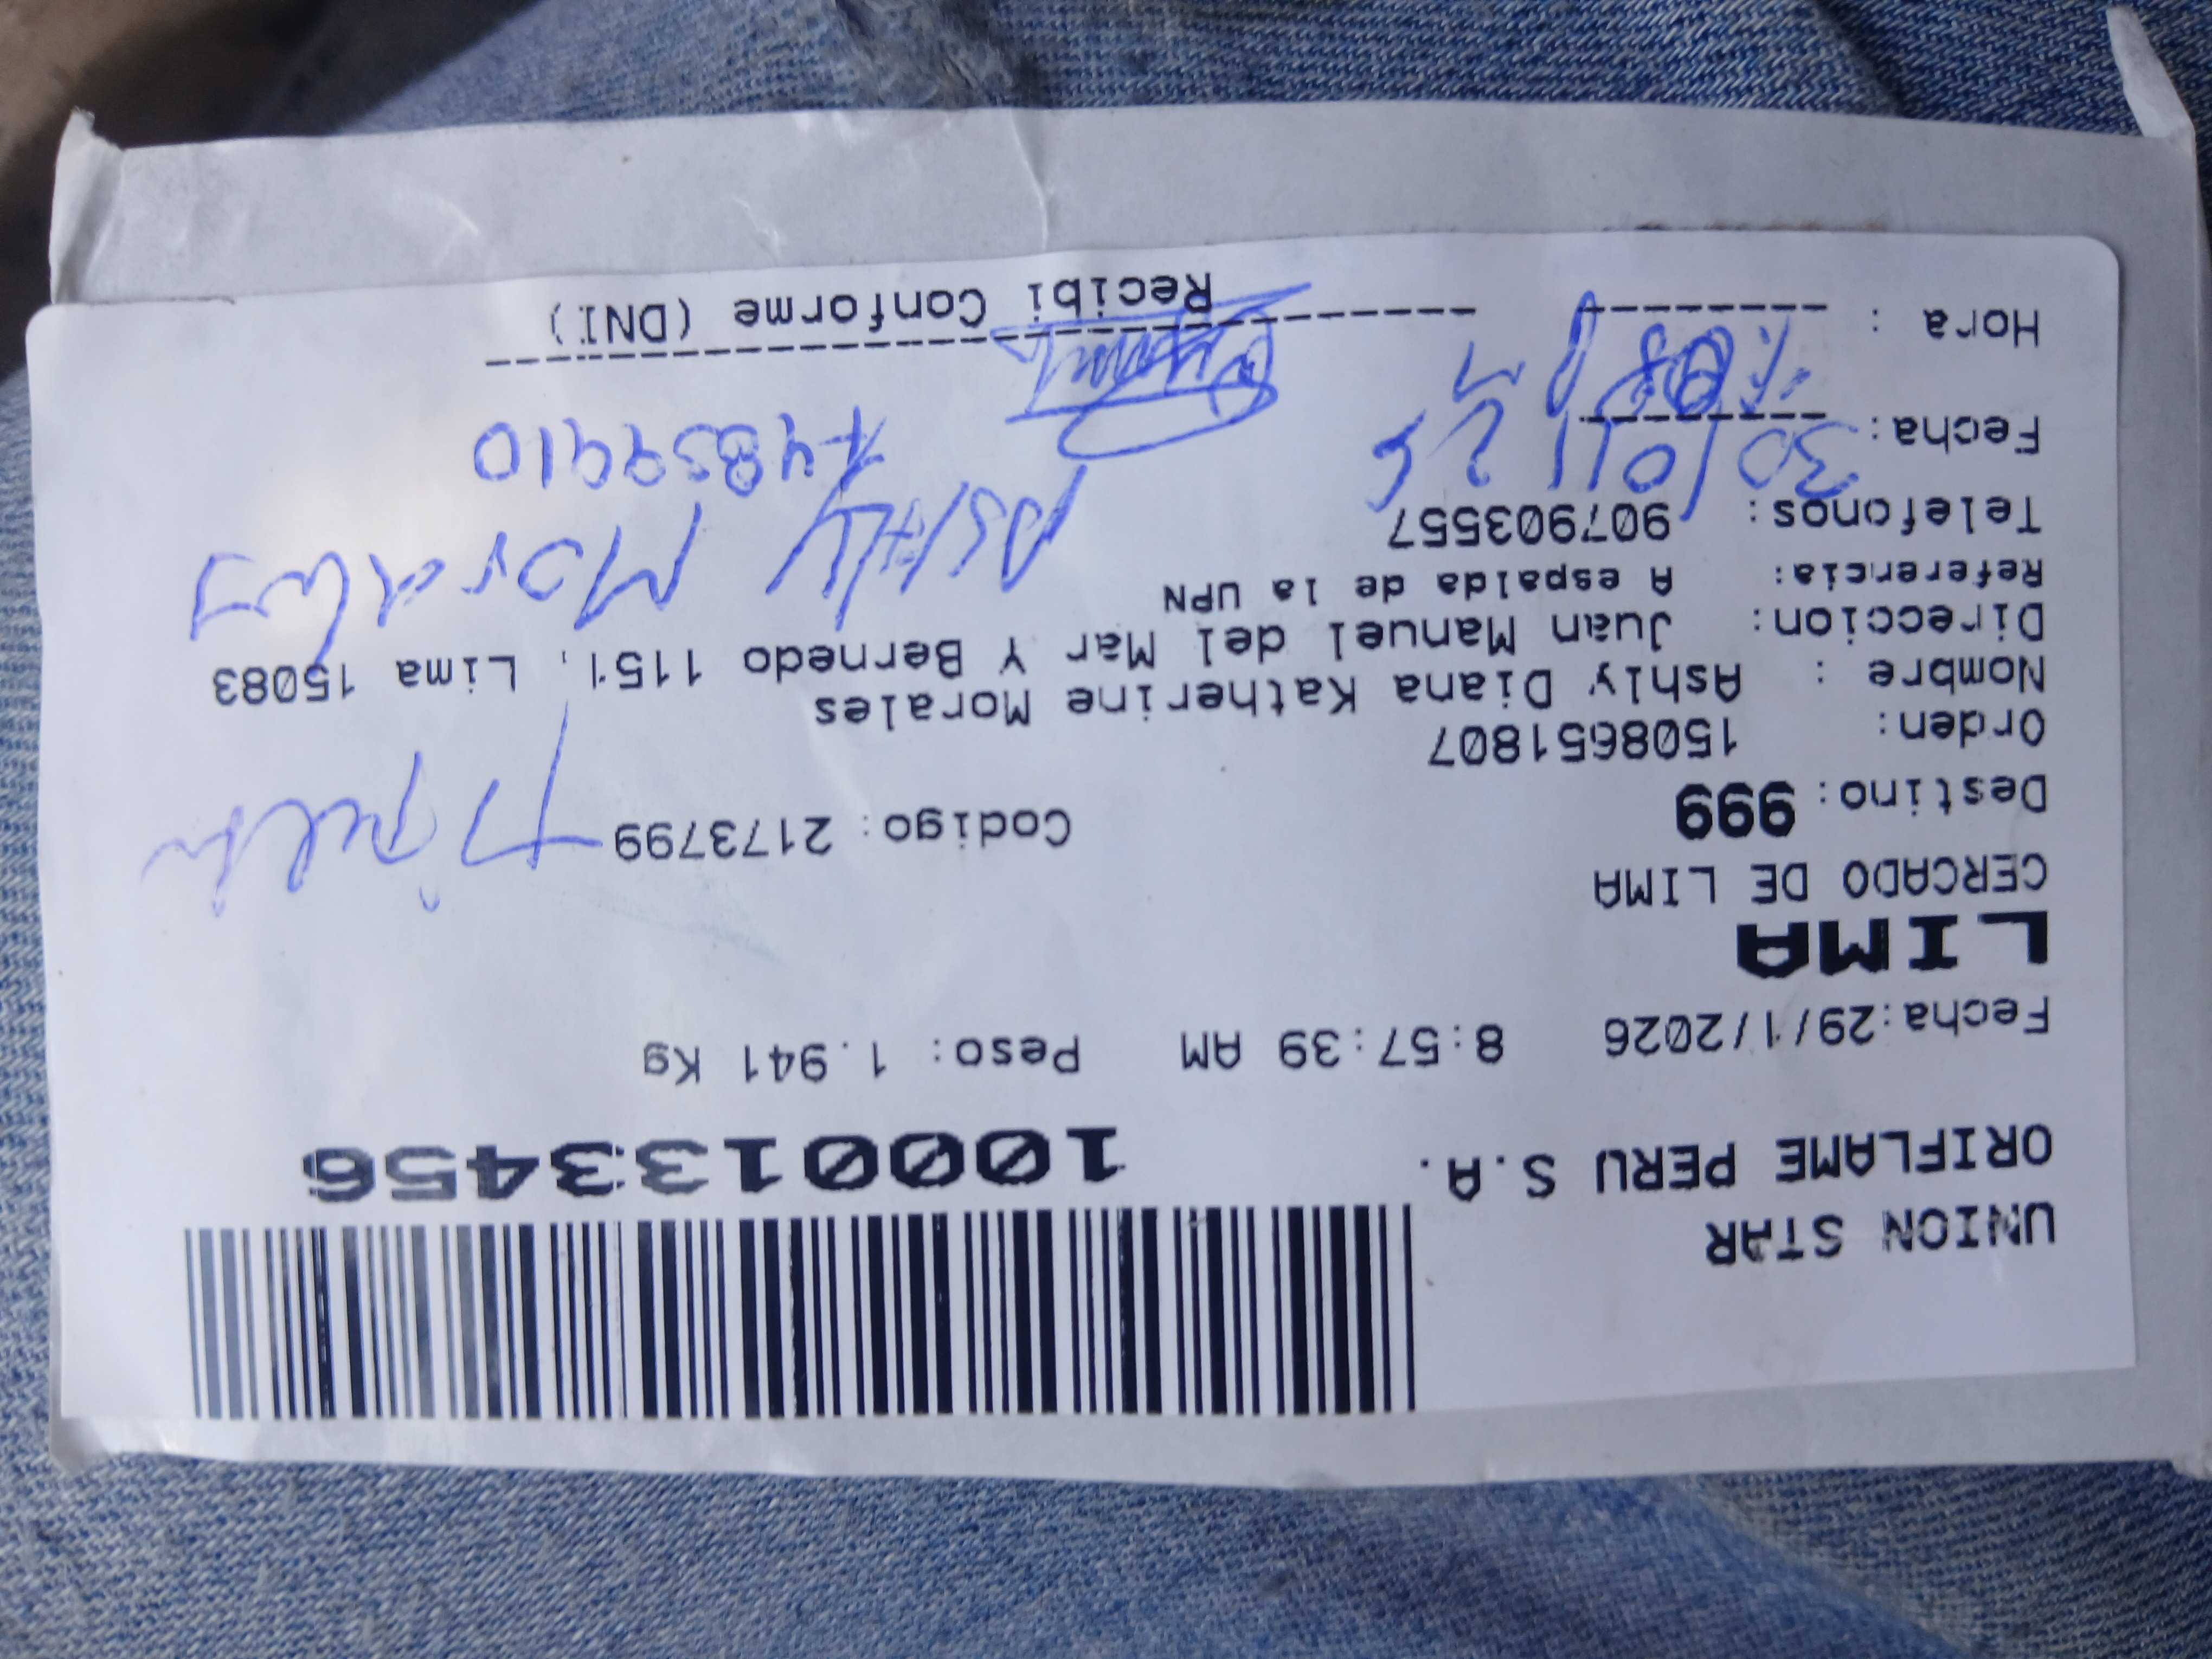 UNION STAR
ORIFLAME PERU S.A.
1000133456
Fecha:29/1/2026 8:57:39 AM Peso: 1.941 Kg
LIMA
CERCADO DE LIMA
Destino: 999 Codigo: 2173799
Orden: 1508651807
Nombre : Ashly Diana Katherine Morales
Direccion: Juan Manuel del Mar Y Bernedo 1151, Lima 15083
Referencia: A espalda de la UPN
Telefonos: 907903557
ASHLY Morales
Fecha: 30/01/26
74859910
Hora :
Recibi Conforme (DNI)